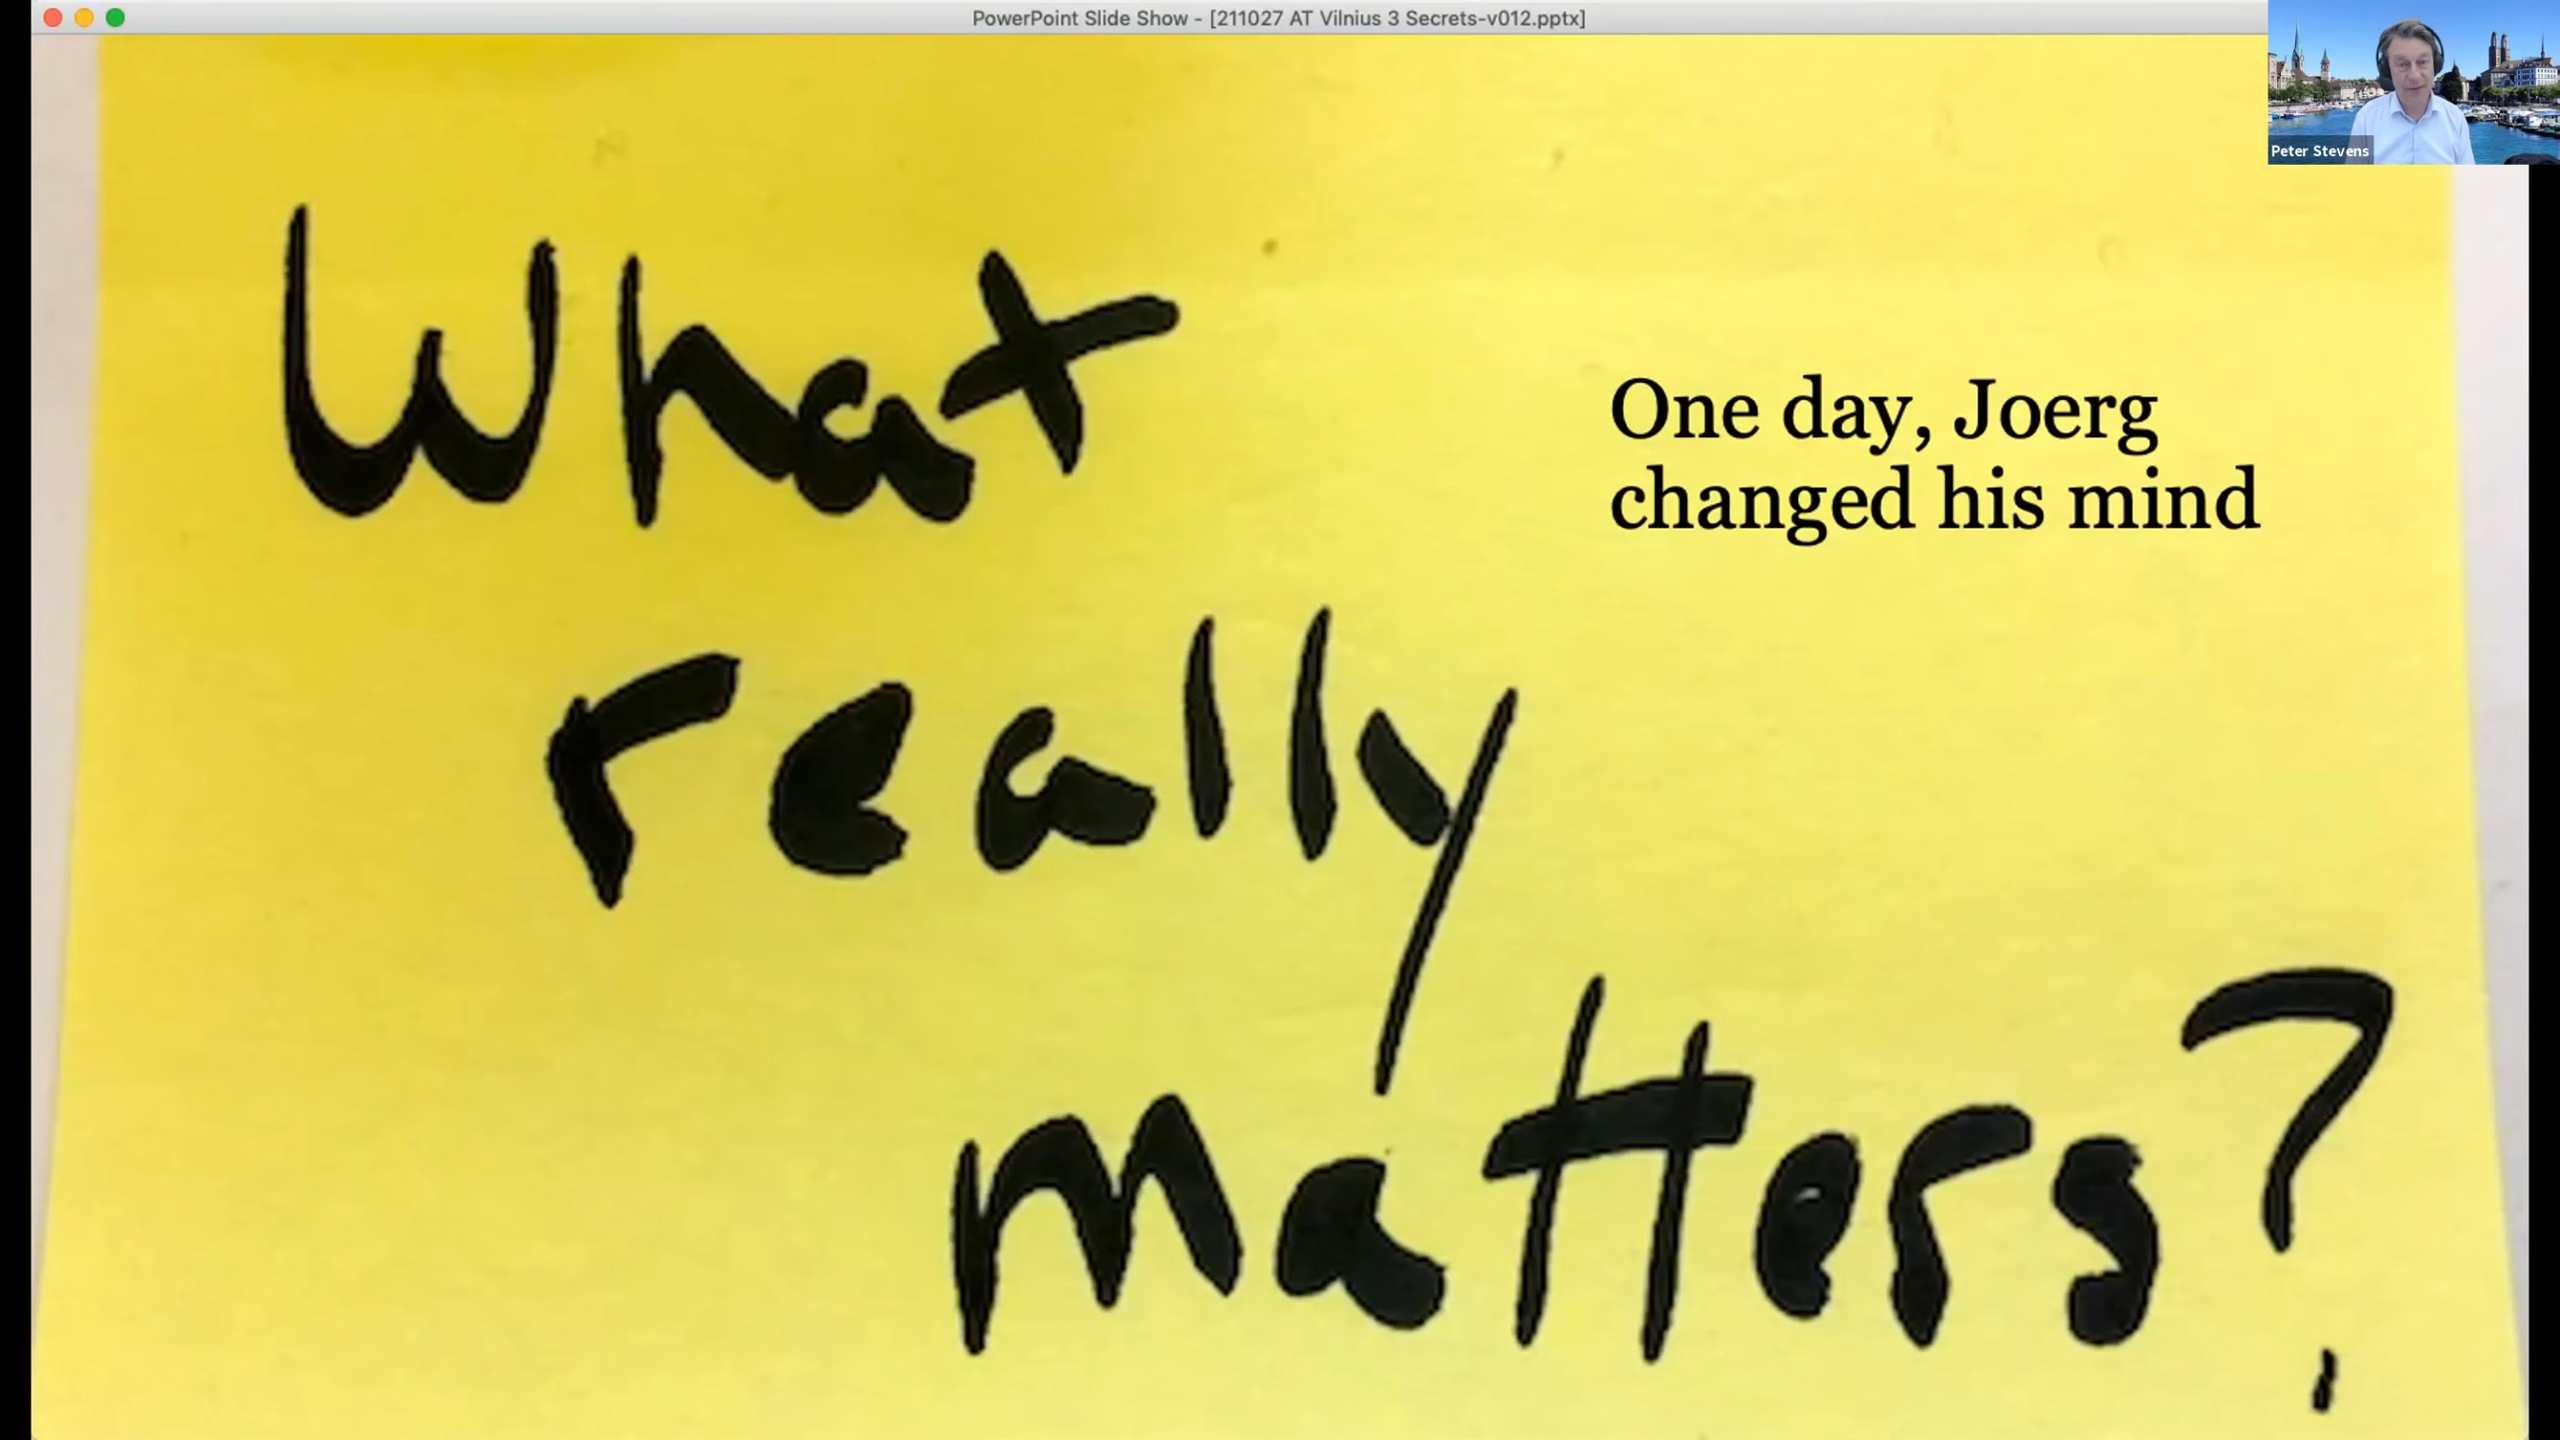 PowerPoint Slide Show - [211027 AT Vilnius 3 Secrets-v012.pptx]
Peter Stevens
What
really
matters?
One day, Joerg
changed his mind